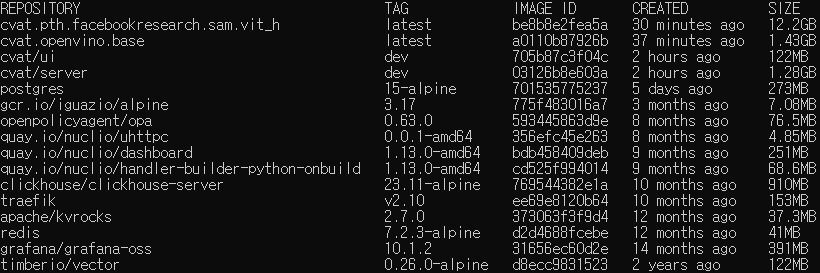 REPOSITORY TAG IMAGE ID CREATED SIZE
cvat.pth.facebookresearch.sam.vit_h latest be8b8e2fea5a 30 minutes ago 12.2GB
cvat.openvino.base latest a0110b87926b 37 minutes ago 1.43GB
cvat/ui dev 705b87c3f04c 2 hours ago 122MB
cvat/server dev 03126b8e603a 2 hours ago 1.28GB
postgres 15-alpine 701535775237 5 days ago 273MB
gcr.io/iguazio/alpine 3.17 775f483016a7 3 months ago 7.08MB
openpolicyagent/opa 0.63.0 593445863d9e 8 months ago 76.5MB
quay.io/nuclio/uhttpc 0.0.1-amd64 356efc45e263 8 months ago 4.85MB
quay.io/nuclio/dashboard 1.13.0-amd64 bdb458409deb 9 months ago 251MB
quay.io/nuclio/handler-builder-python-onbuild 1.13.0-amd64 cd525f994014 9 months ago 68.6MB
clickhouse/clickhouse-server 23.11-alpine 769544382e1a 10 months ago 910MB
traefik v2.10 ee69e8120b64 10 months ago 153MB
apache/kvrocks 2.7.0 373063f3f9d4 12 months ago 37.3MB
redis 7.2.3-alpine d2d4688fcebe 12 months ago 41MB
grafana/grafana-oss 10.1.2 31656ec60d2e 14 months ago 391MB
timberio/vector 0.26.0-alpine d8ecc9831523 2 years ago 122MB